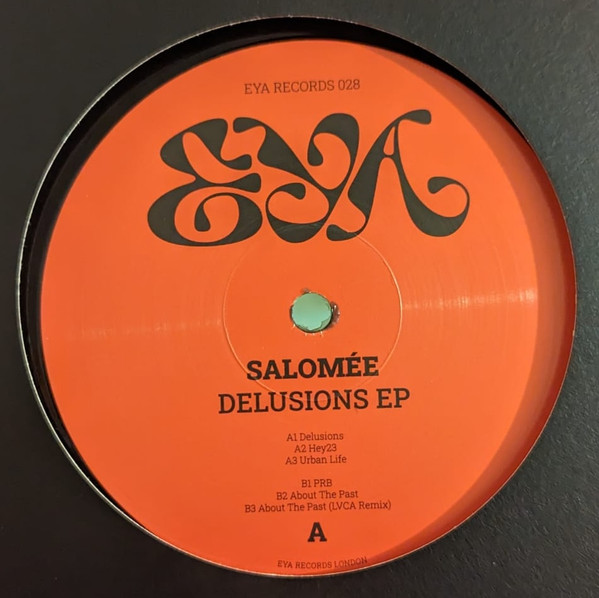 EYA RECORDS 028
EYA
SALOMÉE
DELUSIONS EP
A1 Delusions
A2 Hey23
A3 Urban Life
B1 PRB
B2 About The Past
B3 About The Past (LVCA Remix)
A
EYA RECORDS LONDON